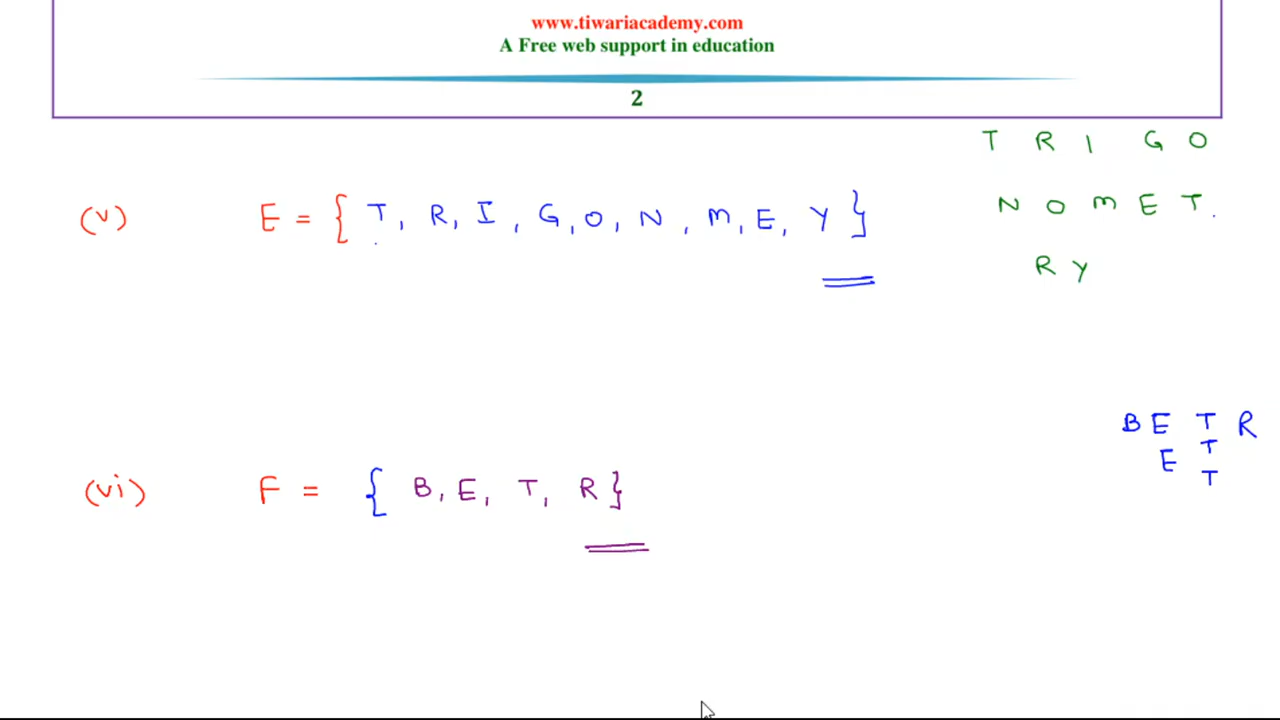 www.tiwariacademy.com
A Free web support in education
2
T R I G O
(v) E = { T, R, I, G, O, N, M, E, Y }
N O M E T.
R Y
B E T R
T
E
T
(vi) F = { B, E, T, R }